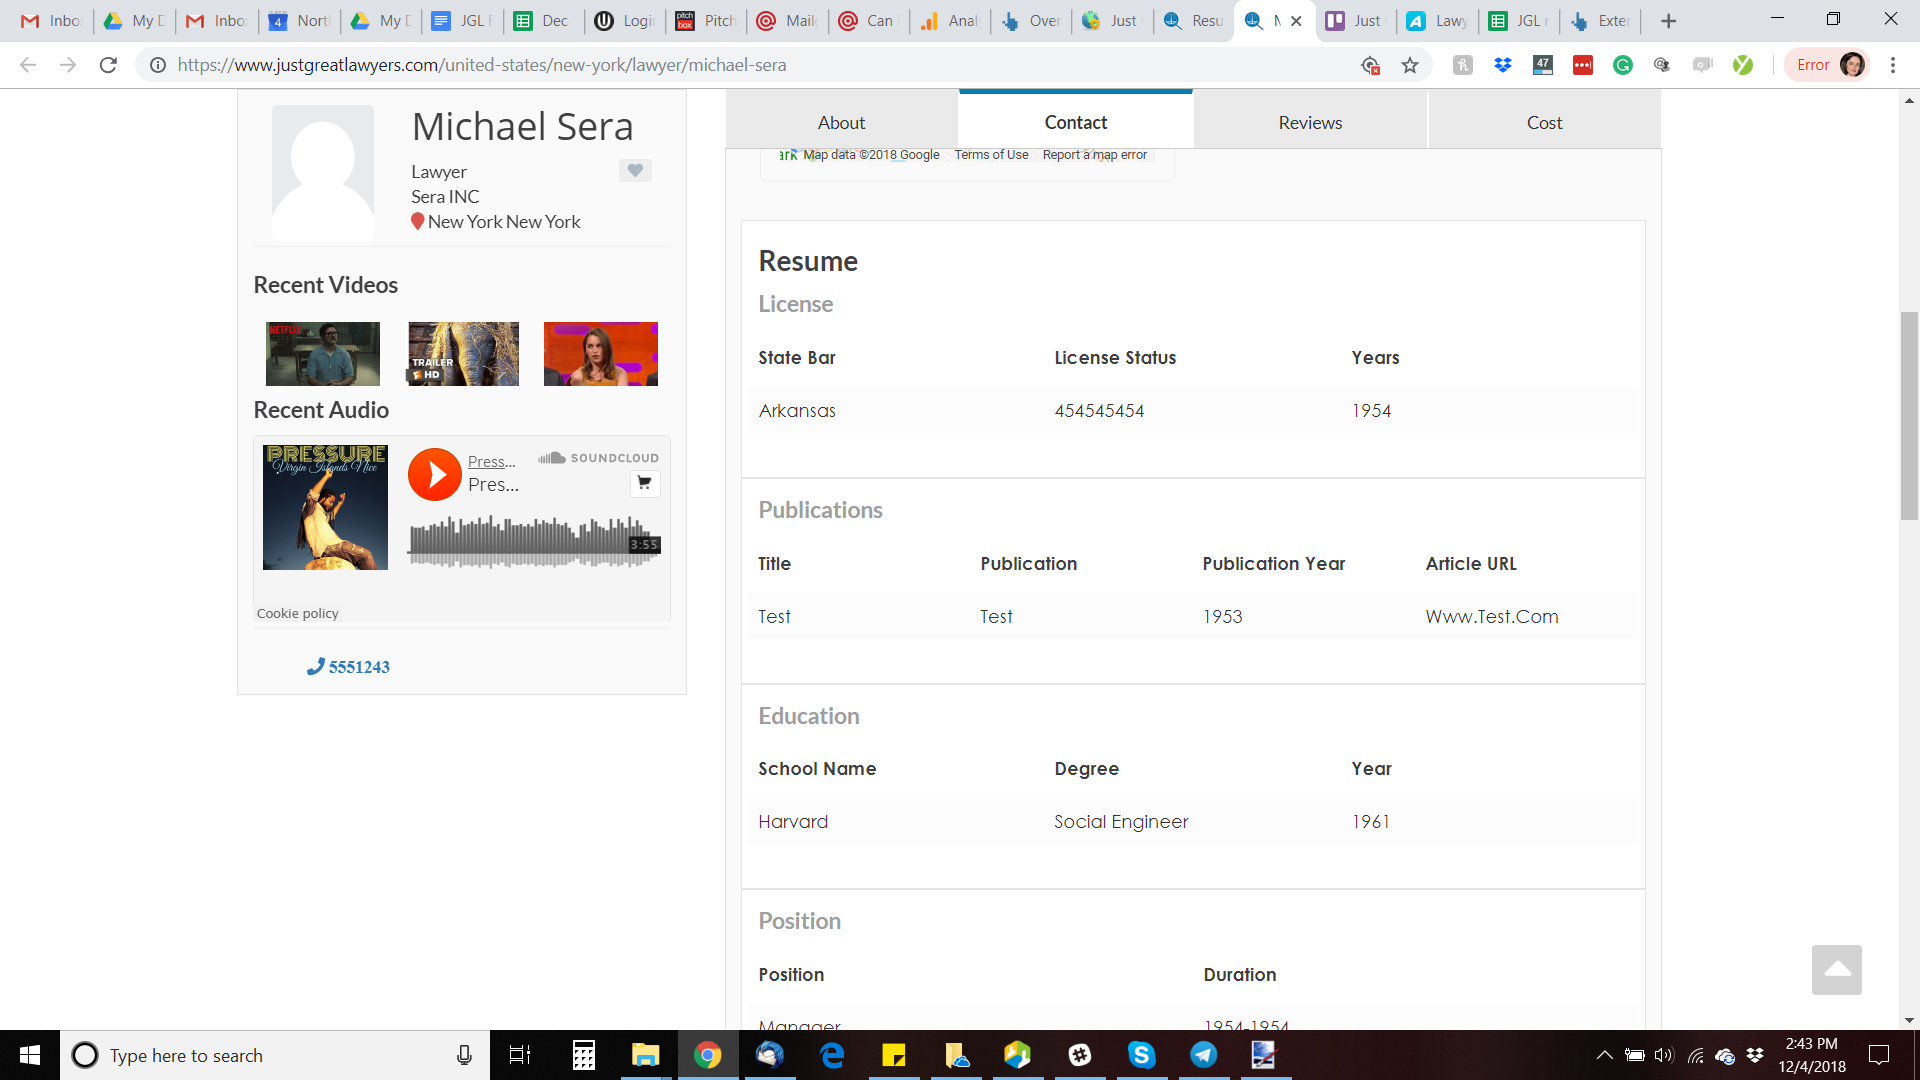 Inbo
My D
Inbo
4
Nort
My D
JGL F
Dec
Logi
pitch box
Pitch
Mail
Can
Anal
Over
Just
Resu
Just
Lawy
JGL r
Exter
https://www.justgreatlawyers.com/united-states/new-york/lawyer/michael-sera
47
Error
Michael Sera
Lawyer
Sera INC
New York New York
Recent Videos
NETFLIX
TRAILER
HD
Recent Audio
PRESSURE
Virgin Islands Nice
Press...
SOUNDCLOUD
Pres...
3:55
Cookie policy
5551243
About
Contact
Reviews
Cost
ark Map data ©2018 Google Terms of Use Report a map error
Resume
License
State Bar License Status Years
Arkansas 454545454 1954
Publications
Title Publication Publication Year Article URL
Test Test 1953 Www.Test.Com
Education
School Name Degree Year
Harvard Social Engineer 1961
Position
Position Duration
Manager 1954-1954
Type here to search
2:43 PM
12/4/2018